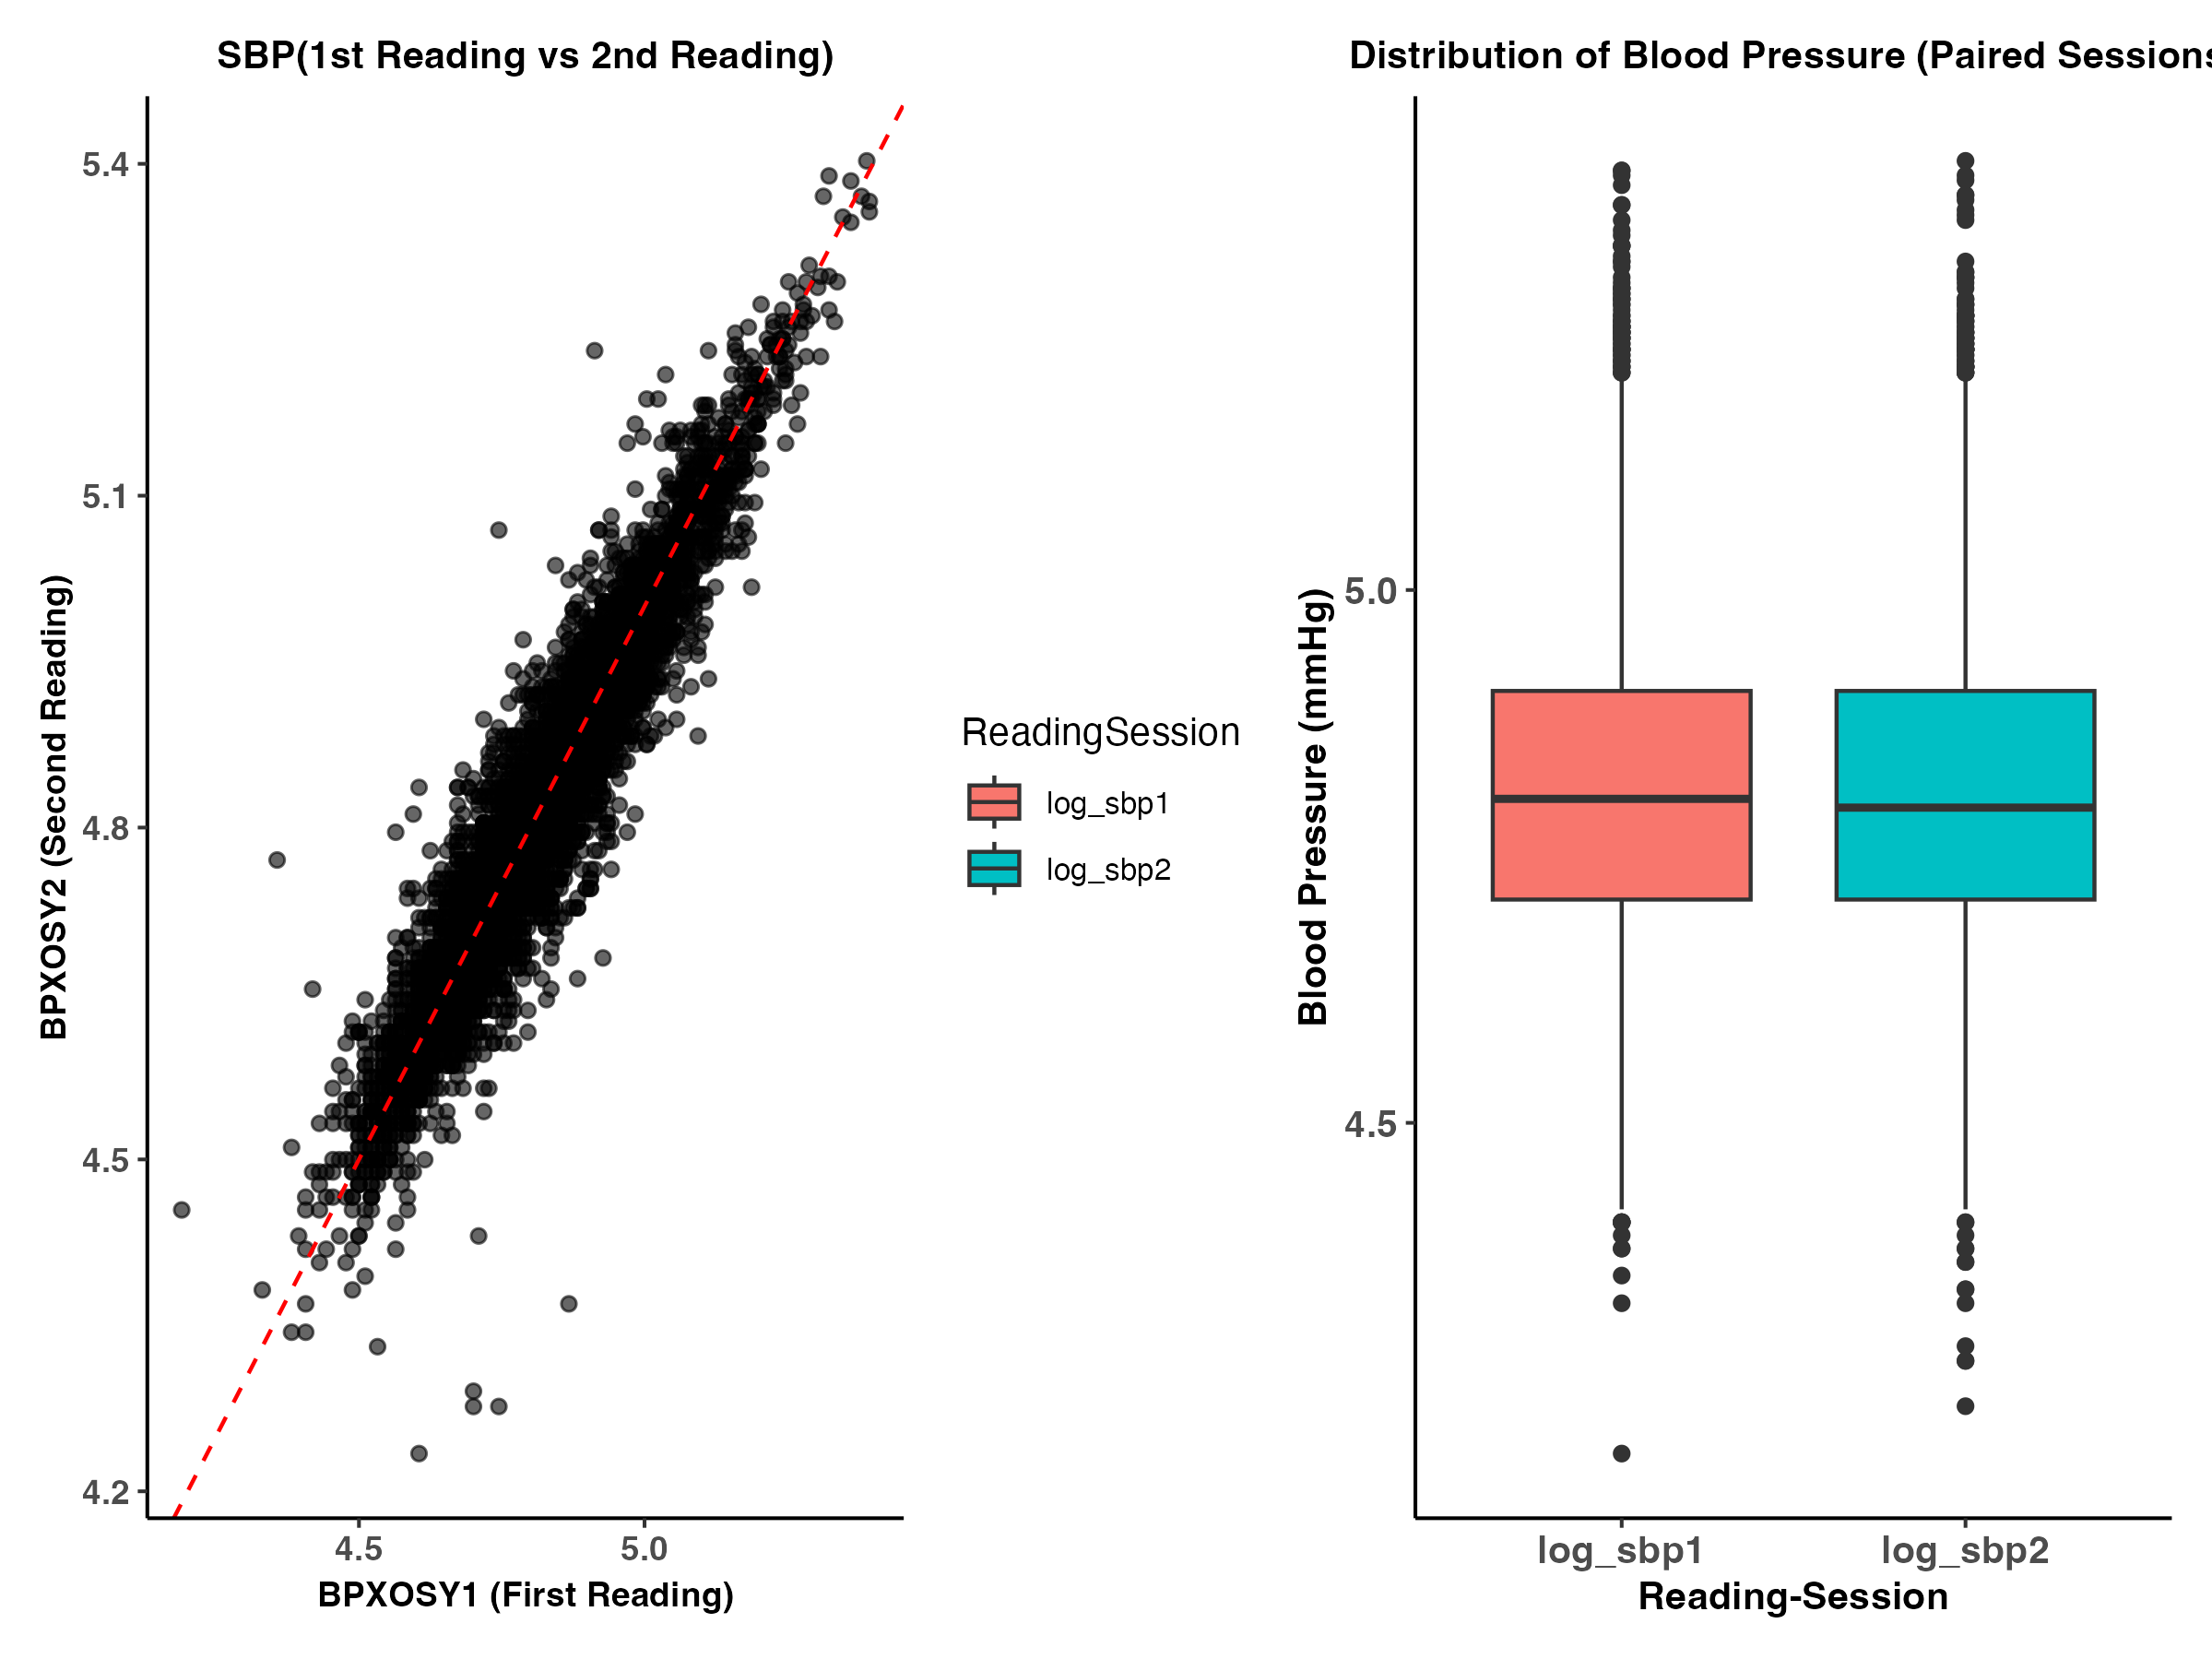 SBP(1st Reading vs 2nd Reading)
5.4
5.1
4.8
4.5
4.2
BPXOSY2 (Second Reading)
4.5 5.0
BPXOSY1 (First Reading)
ReadingSession
log_sbp1
log_sbp2
Distribution of Blood Pressure (Paired Sessions
5.0
4.5
Blood Pressure (mmHg)
log_sbp1 log_sbp2
Reading-Session